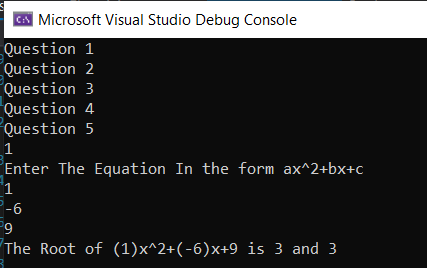 Microsoft Visual Studio Debug Console
Question 1
Question 2
Question 3
Question 4
Question 5
1
Enter The Equation In the form ax^2+bx+c
1
-6
9
The Root of (1)x^2+(-6)x+9 is 3 and 3